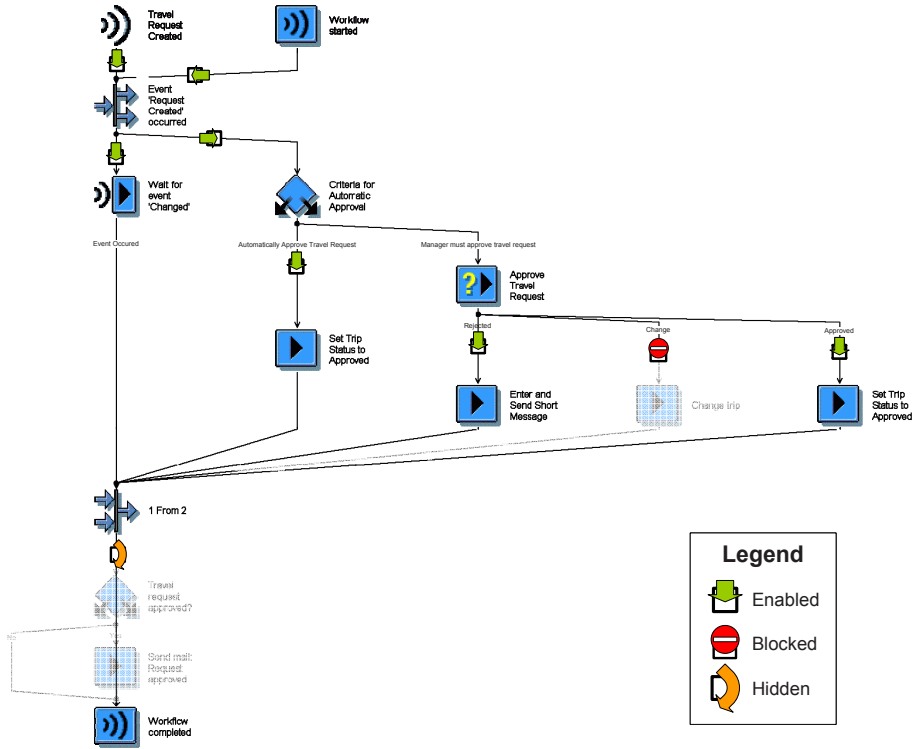 Travel
Request
Created
Workflow
started
Event
'Request
Created'
occurred
Wait for
event
'Changed'
Criteria for
Automatic
Approval
Event Occured
Automatically Approve Travel Request
Manager must approve travel request
?
Approve
Travel
Request
Rejected
Change
Approved
Set Trip
Status to
Approved
Enter and
Send Short
Message
Change trip
Set Trip
Status to
Approved
1 From 2
Travel
request
approved?
No
Yes
Send mail:
Request
approved
Workflow
completed
Legend
Enabled
Blocked
Hidden